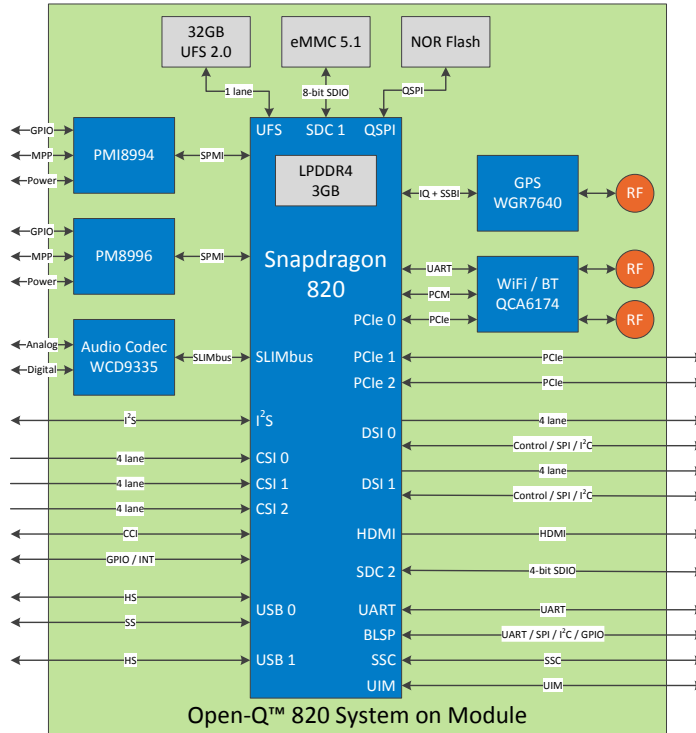 32GB
UFS 2.0
eMMC 5.1
NOR Flash
1 lane
8-bit SDIO
QSPI
UFS
SDC 1
QSPI
GPIO
MPP
Power
PMI8994
SPMI
LPDDR4
3GB
IQ + SSBI
GPS
WGR7640
RF
GPIO
MPP
Power
PM8996
SPMI
Snapdragon
820
UART
PCM
PCIe
PCIe 0
WiFi / BT
QCA6174
RF
RF
Analog
Digital
Audio Codec
WCD9335
SLIMbus
SLIMbus
PCIe 1
PCIe
PCIe 2
PCIe
I²S
I²S
DSI 0
4 lane
Control / SPI / I²C
4 lane
CSI 0
4 lane
CSI 1
4 lane
CSI 2
DSI 1
4 lane
Control / SPI / I²C
CCI
HDMI
HDMI
GPIO / INT
SDC 2
4-bit SDIO
HS
SS
USB 0
UART
UART
BLSP
UART / SPI / I²C / GPIO
HS
USB 1
SSC
SSC
UIM
UIM
Open-Q™ 820 System on Module